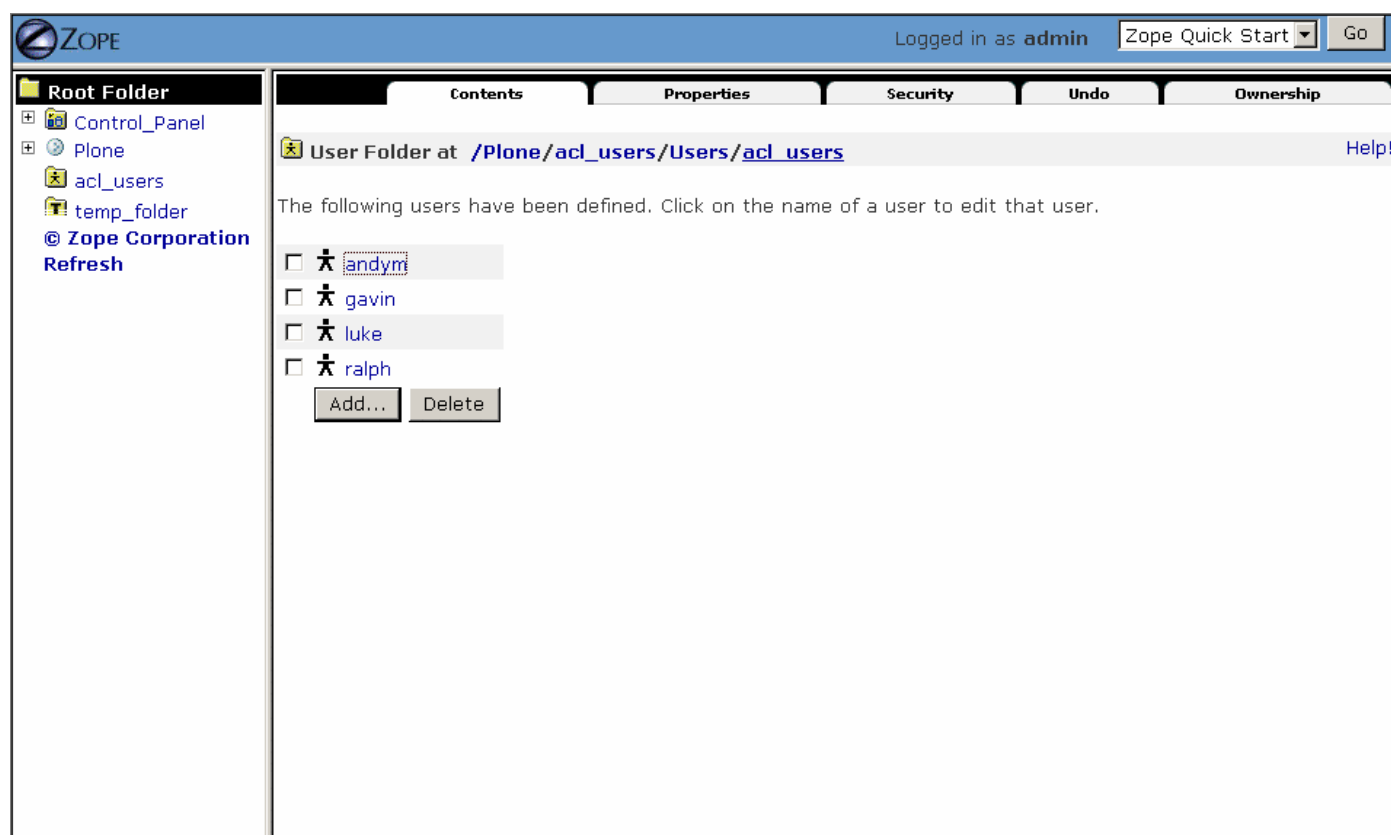 ZOPE
Logged in as admin
Zope Quick Start
Go
Root Folder
Control_Panel
Plone
acl_users
temp_folder
© Zope Corporation
Refresh
Contents Properties Security Undo Ownership
User Folder at /Plone/acl_users/Users/acl_users
Help!
The following users have been defined. Click on the name of a user to edit that user.
andym
gavin
luke
ralph
Add... Delete